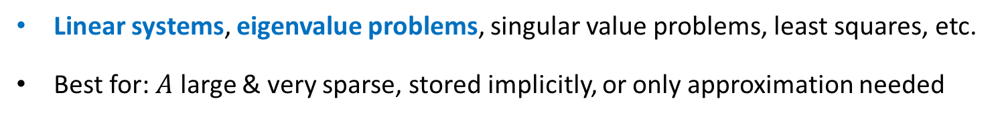 • Linear systems, eigenvalue problems, singular value problems, least squares, etc.
• Best for: A large & very sparse, stored implicitly, or only approximation needed